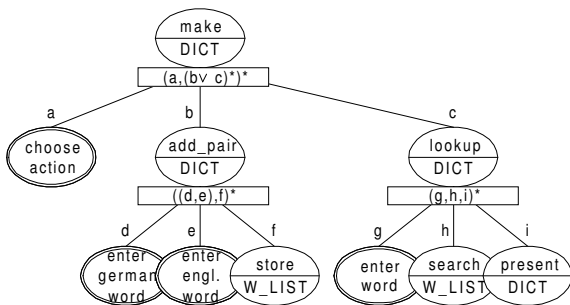 make
DICT
(a,(b∨ c)*)*
a
b
c
choose
action
add_pair
DICT
lookup
DICT
((d,e),f)*
(g,h,i)*
d
e
f
g
h
i
enter
german
word
enter
engl.
word
store
W_LIST
enter
word
search
W_LIST
present
DICT